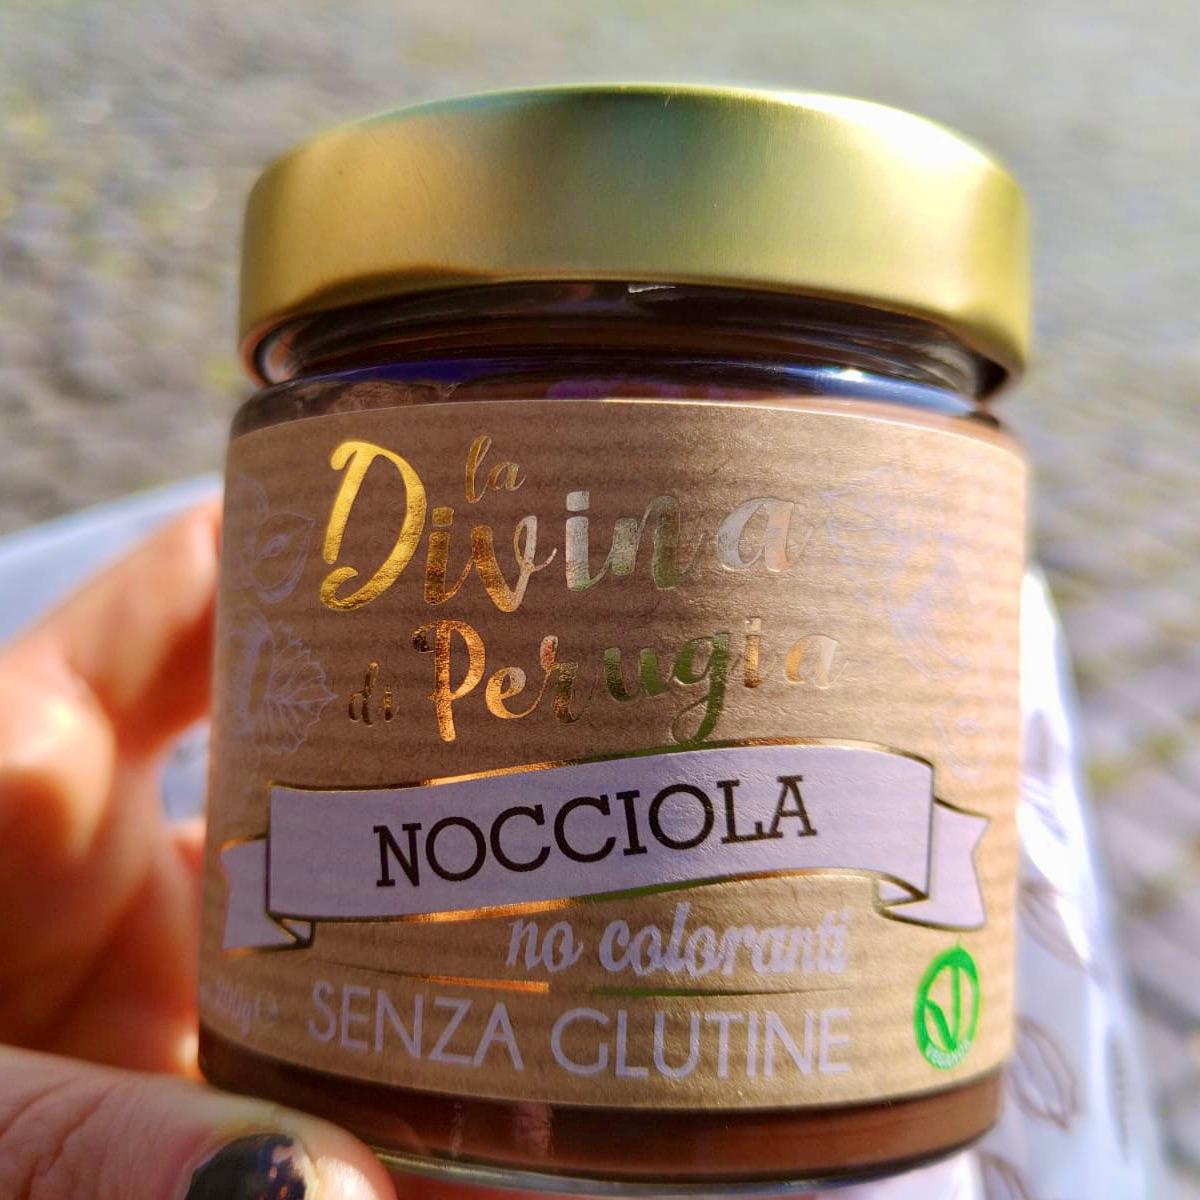 la
Divina
di Perugia
NOCCIOLA
no coloranti
SENZA GLUTINE